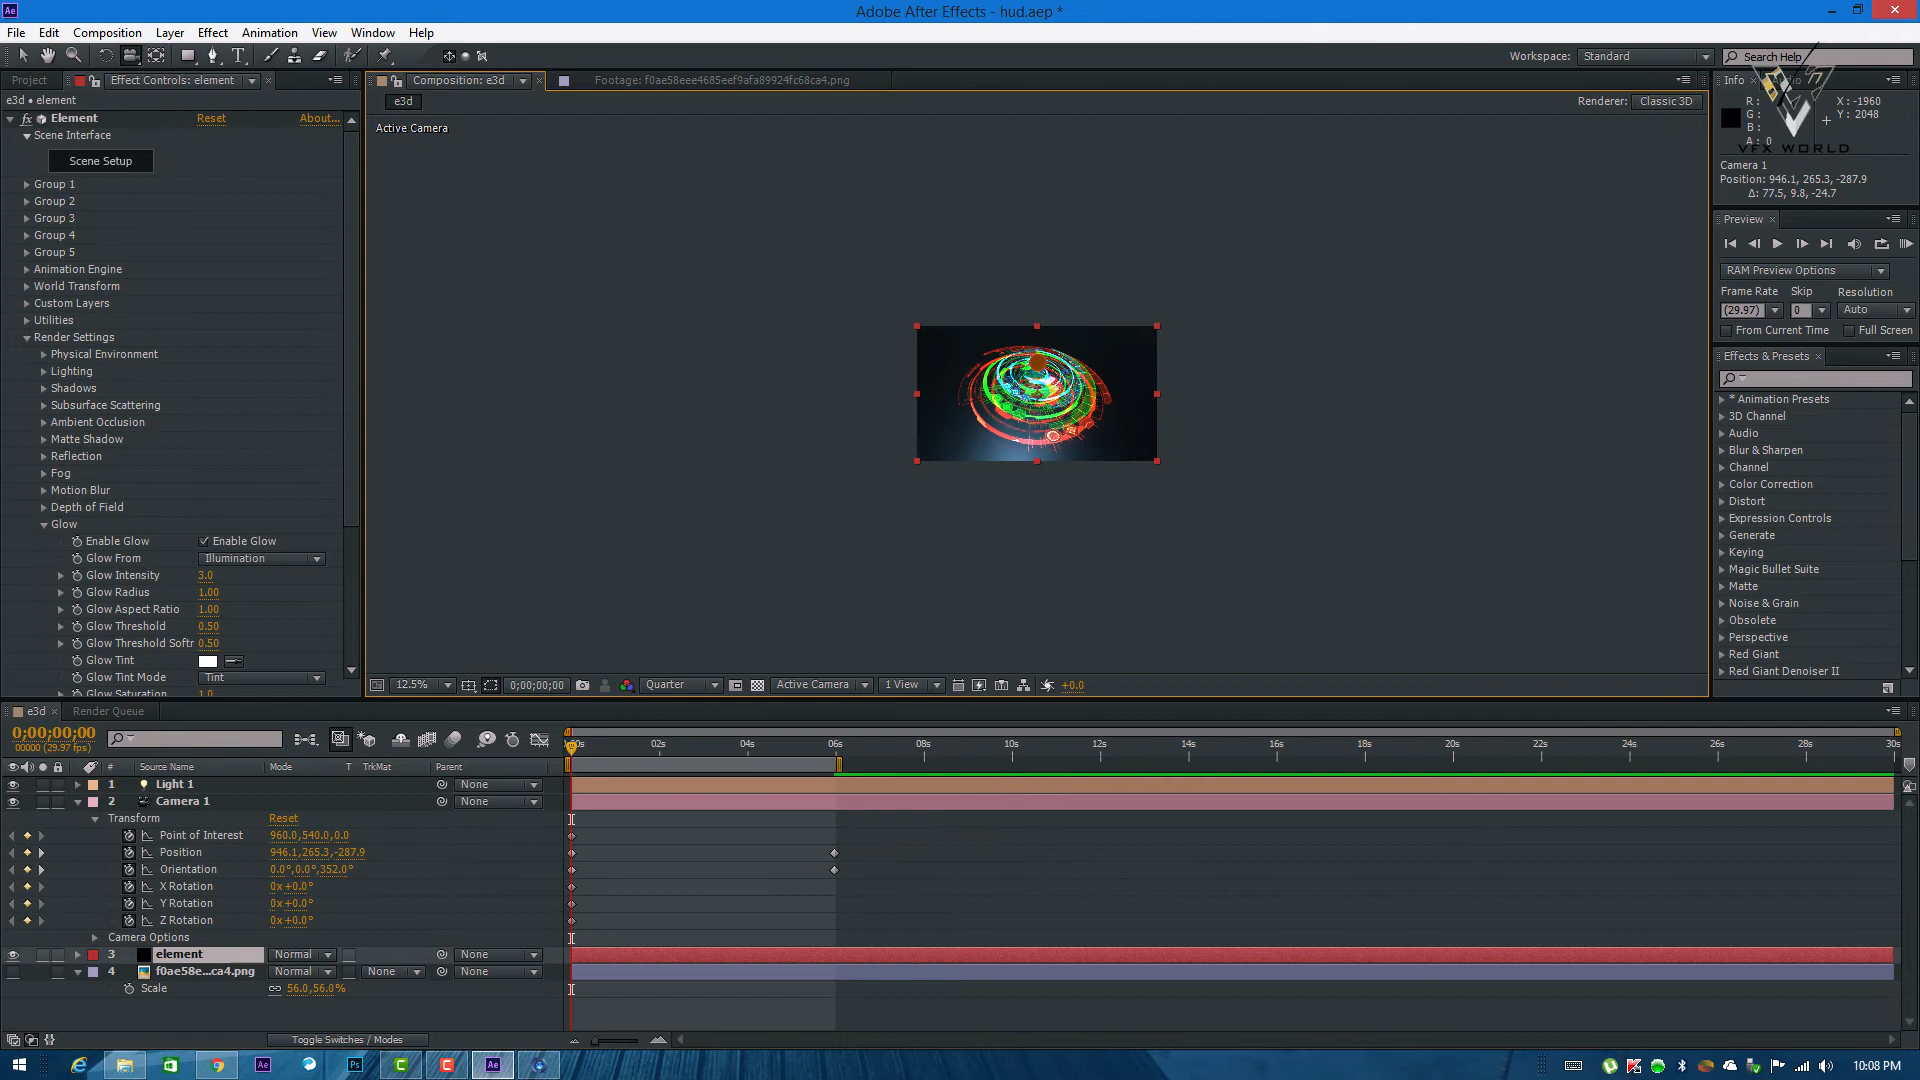 Ae
Adobe After Effects - hud.aep *
File Edit Composition Layer Effect Animation View Window Help
Workspace: Standard
Search Help
Project
Effect Controls: element
Composition: e3d
Footage: f0ae58eee4685eef9afa89924fc68ca4.png
Info
e3d • element
e3d
Renderer: Classic 3D
Active Camera
R:
G:
B:
A: 0
X: -1960
Y: 2048
VFX WORLD
Camera 1
Position: 946.1, 265.3, -287.9
Δ: 77.5, 9.8, -24.7
fx Element Reset About...
Scene Interface
Scene Setup
Group 1
Group 2
Group 3
Group 4
Group 5
Animation Engine
World Transform
Custom Layers
Utilities
Render Settings
Physical Environment
Lighting
Shadows
Subsurface Scattering
Ambient Occlusion
Matte Shadow
Reflection
Fog
Motion Blur
Depth of Field
Glow
Enable Glow Enable Glow
Glow From Illumination
Glow Intensity 3.0
Glow Radius 1.00
Glow Aspect Ratio 1.00
Glow Threshold 0.50
Glow Threshold Softr 0.50
Glow Tint
Glow Tint Mode Tint
Glow Saturation 1.0
12.5% 0;00;00;00 Quarter Active Camera 1 View +0.0
Preview
RAM Preview Options
Frame Rate Skip Resolution
(29.97) 0 Auto
From Current Time Full Screen
Effects & Presets
* Animation Presets
3D Channel
Audio
Blur & Sharpen
Channel
Color Correction
Distort
Expression Controls
Generate
Keying
Magic Bullet Suite
Matte
Noise & Grain
Obsolete
Perspective
Red Giant
Red Giant Denoiser II
e3d Render Queue
0;00;00;00
00000 (29.97 fps)
02s 04s 06s 08s 10s 12s 14s 16s 18s 20s 22s 24s 26s 28s 30s
# Source Name Mode T TrkMat Parent
1 Light 1 None
2 Camera 1 None
Transform Reset
Point of Interest 960.0,540.0,0.0
Position 946.1,265.3,-287.9
Orientation 0.0°,0.0°,352.0°
X Rotation 0x+0.0°
Y Rotation 0x+0.0°
Z Rotation 0x+0.0°
Camera Options
3 element Normal None
4 f0ae58e...ca4.png Normal None None
Scale 56.0,56.0%
Toggle Switches / Modes
Ae Ps C C Ae
10:08 PM